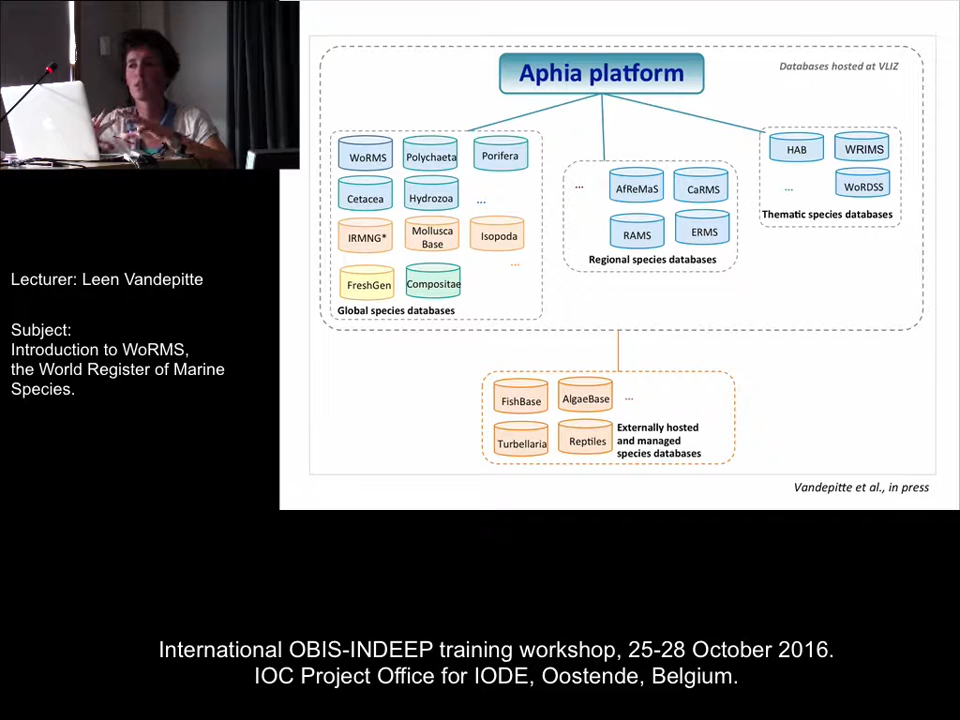 Aphia platform
Databases hosted at VLIZ
WoRMS
Polychaeta
Porifera
Cetacea
Hydrozoa
...
IRMNG*
Mollusca
Base
Isopoda
...
FreshGen
Compositae
Global species databases
...
AfReMaS
CaRMS
RAMS
ERMS
Regional species databases
HAB
WRIMS
...
WoRDSS
Thematic species databases
FishBase
AlgaeBase
...
Turbellaria
Reptiles
Externally hosted
and managed
species databases
Vandepitte et al., in press
Lecturer: Leen Vandepitte
Subject:
Introduction to WoRMS,
the World Register of Marine
Species.
International OBIS-INDEEP training workshop, 25-28 October 2016.
IOC Project Office for IODE, Oostende, Belgium.